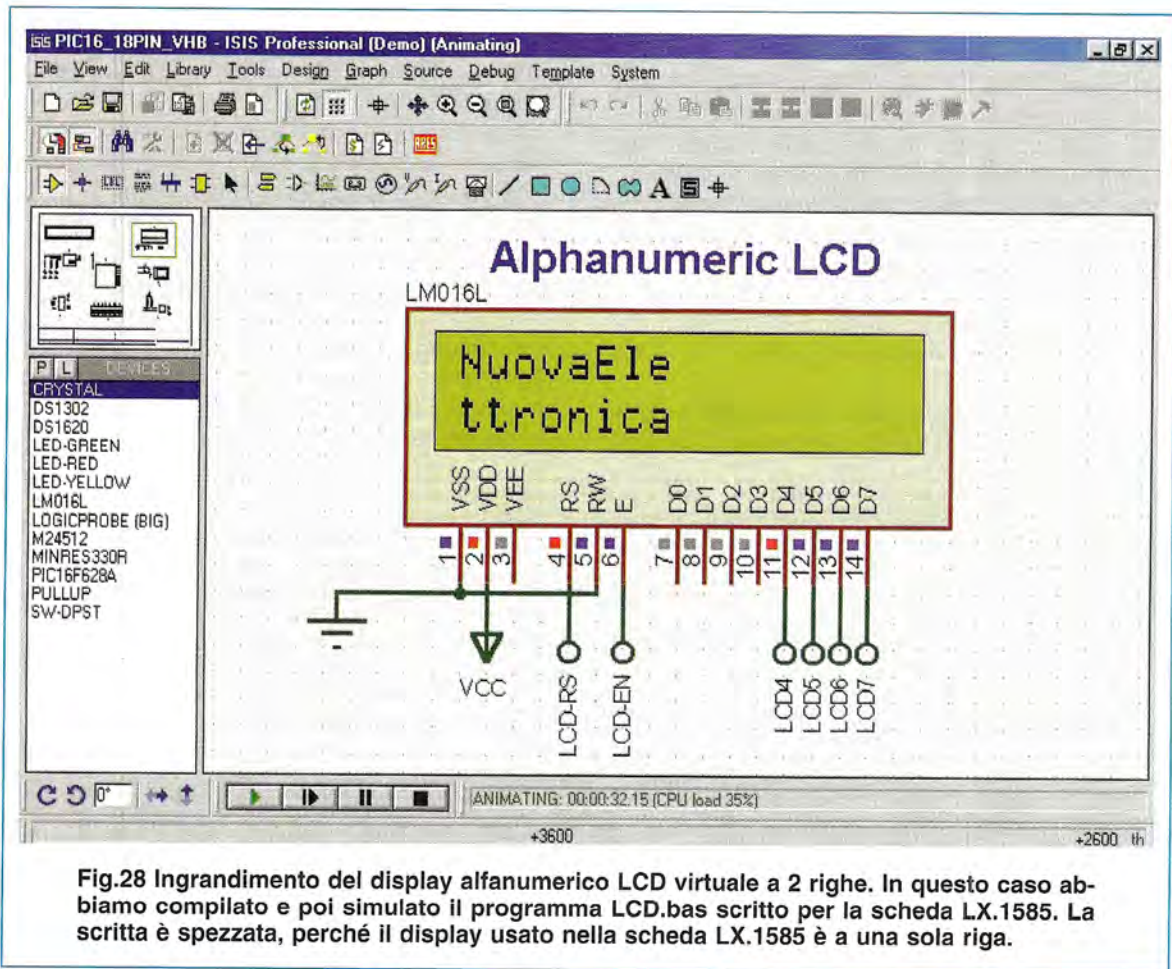 isis PIC16_18PIN_VHB - ISIS Professional (Demo) (Animating)
File View Edit Library Tools Design Graph Source Debug Template System
ARES
A S
Alphanumeric LCD
LM016L
NuovaEle
ttronica
VSS VDD VEE RS RW E D0 D1 D2 D3 D4 D5 D6 D7
1 2 3 4 5 6 7 8 9 10 11 12 13 14
VCC
LCD-RS
LCD-EN
LCD4
LCD5
LCD6
LCD7
P L DEVICES
CRYSTAL
DS1302
DS1620
LED-GREEN
LED-RED
LED-YELLOW
LM016L
LOGICPROBE (BIG)
M24512
MINRES330R
PIC16F628A
PULLUP
SW-DPST
0° ANIMATING: 00:00:32.15 (CPU load 35%)
+3600 +2600 th
Fig.28 Ingrandimento del display alfanumerico LCD virtuale a 2 righe. In questo caso ab-
biamo compilato e poi simulato il programma LCD.bas scritto per la scheda LX.1585. La
scritta è spezzata, perché il display usato nella scheda LX.1585 è a una sola riga.